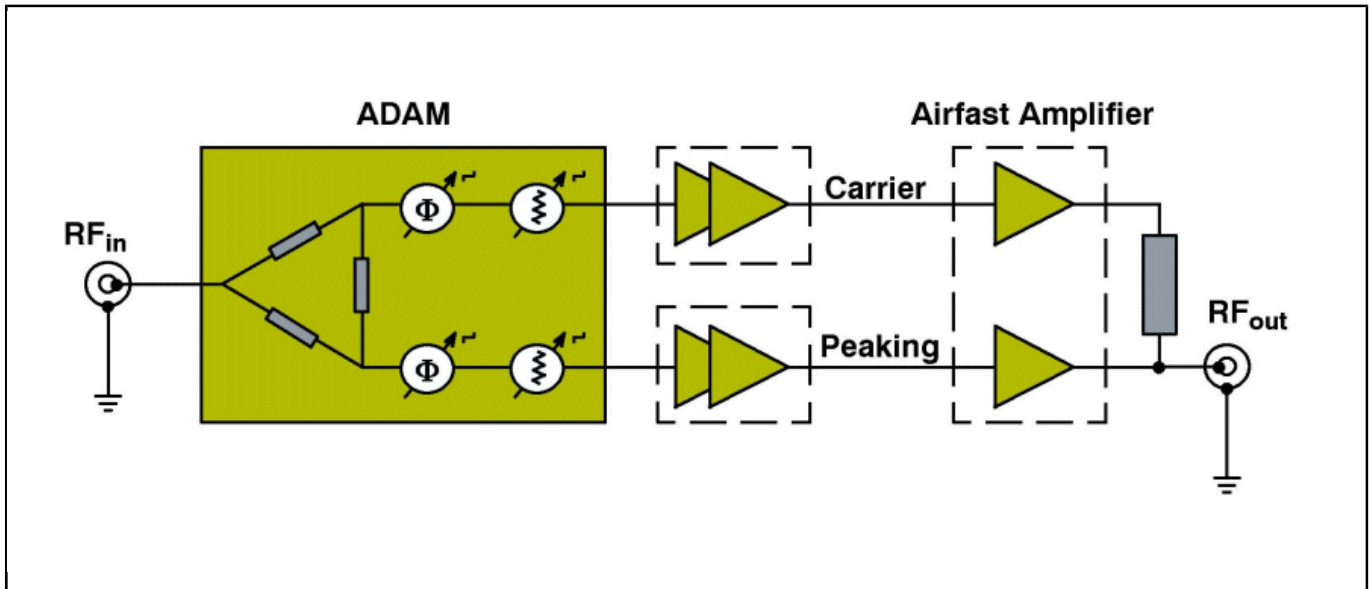 ADAM
Airfast Amplifier
RFin
Carrier
Φ
Peaking
Φ
RFout